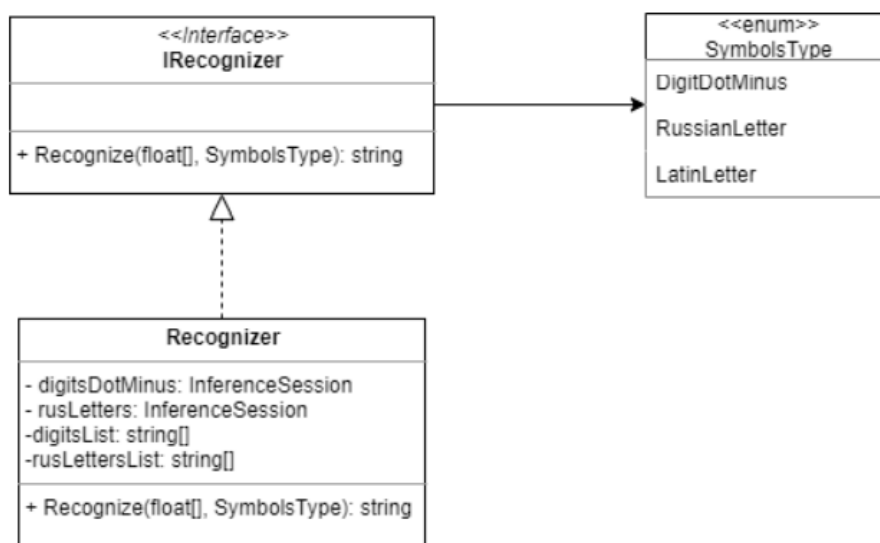 <<Interface>>
IRecognizer
+ Recognize(float[], SymbolsType): string
<<enum>>
SymbolsType
DigitDotMinus
RussianLetter
LatinLetter
Recognizer
- digitsDotMinus: InferenceSession
- rusLetters: InferenceSession
-digitsList: string[]
-rusLettersList: string[]
+ Recognize(float[], SymbolsType): string